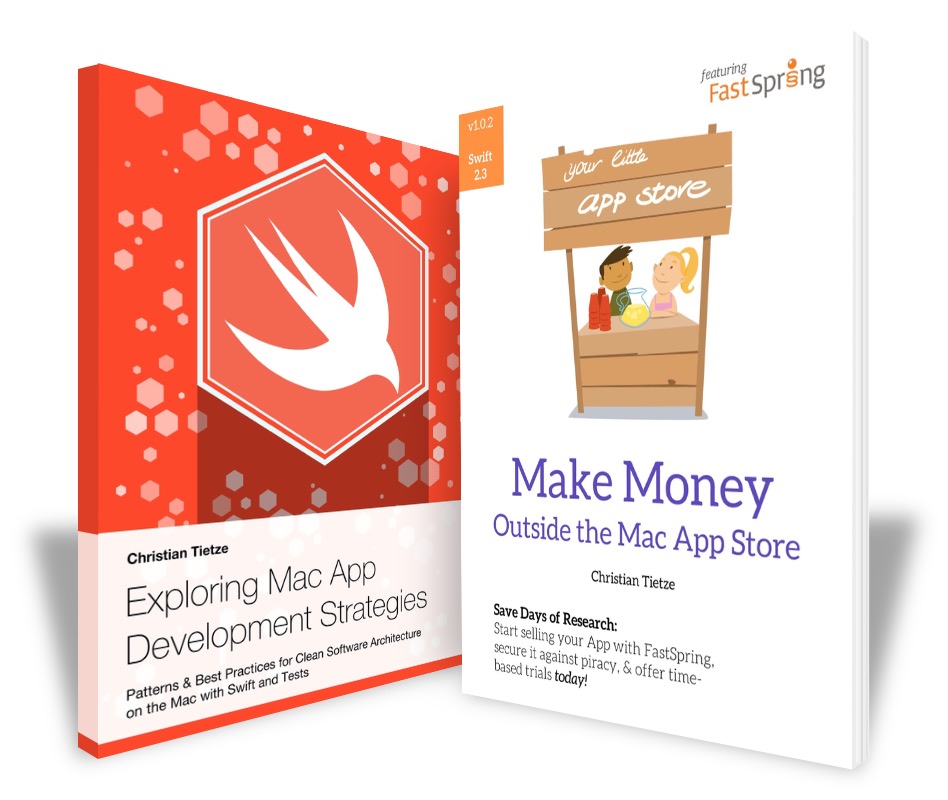 Christian Tietze
Exploring Mac App
Development Strategies
Patterns & Best Practices for Clean Software Architecture
on the Mac with Swift and Tests
featuring
FastSpring
v1.0.2
Swift
2.3
your little
app store
Make Money
Outside the Mac App Store
Christian Tietze
Save Days of Research:
Start selling your App with FastSpring,
secure it against piracy, & offer time-
based trials today!